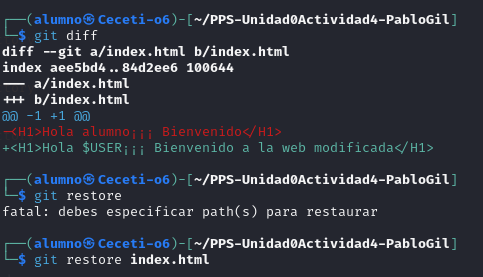 ┌──(alumno㉿Ceceti-o6)-[~/PPS-Unidad0Actividad4-PabloGil]
└─$ git diff
diff --git a/index.html b/index.html
index aee5bd4..84d2ee6 100644
--- a/index.html
+++ b/index.html
@@ -1 +1 @@
-<H1>Hola alumno¡¡¡ Bienvenido</H1>
+<H1>Hola $USER¡¡¡ Bienvenido a la web modificada</H1>
┌──(alumno㉿Ceceti-o6)-[~/PPS-Unidad0Actividad4-PabloGil]
└─$ git restore
fatal: debes especificar path(s) para restaurar
┌──(alumno㉿Ceceti-o6)-[~/PPS-Unidad0Actividad4-PabloGil]
└─$ git restore index.html